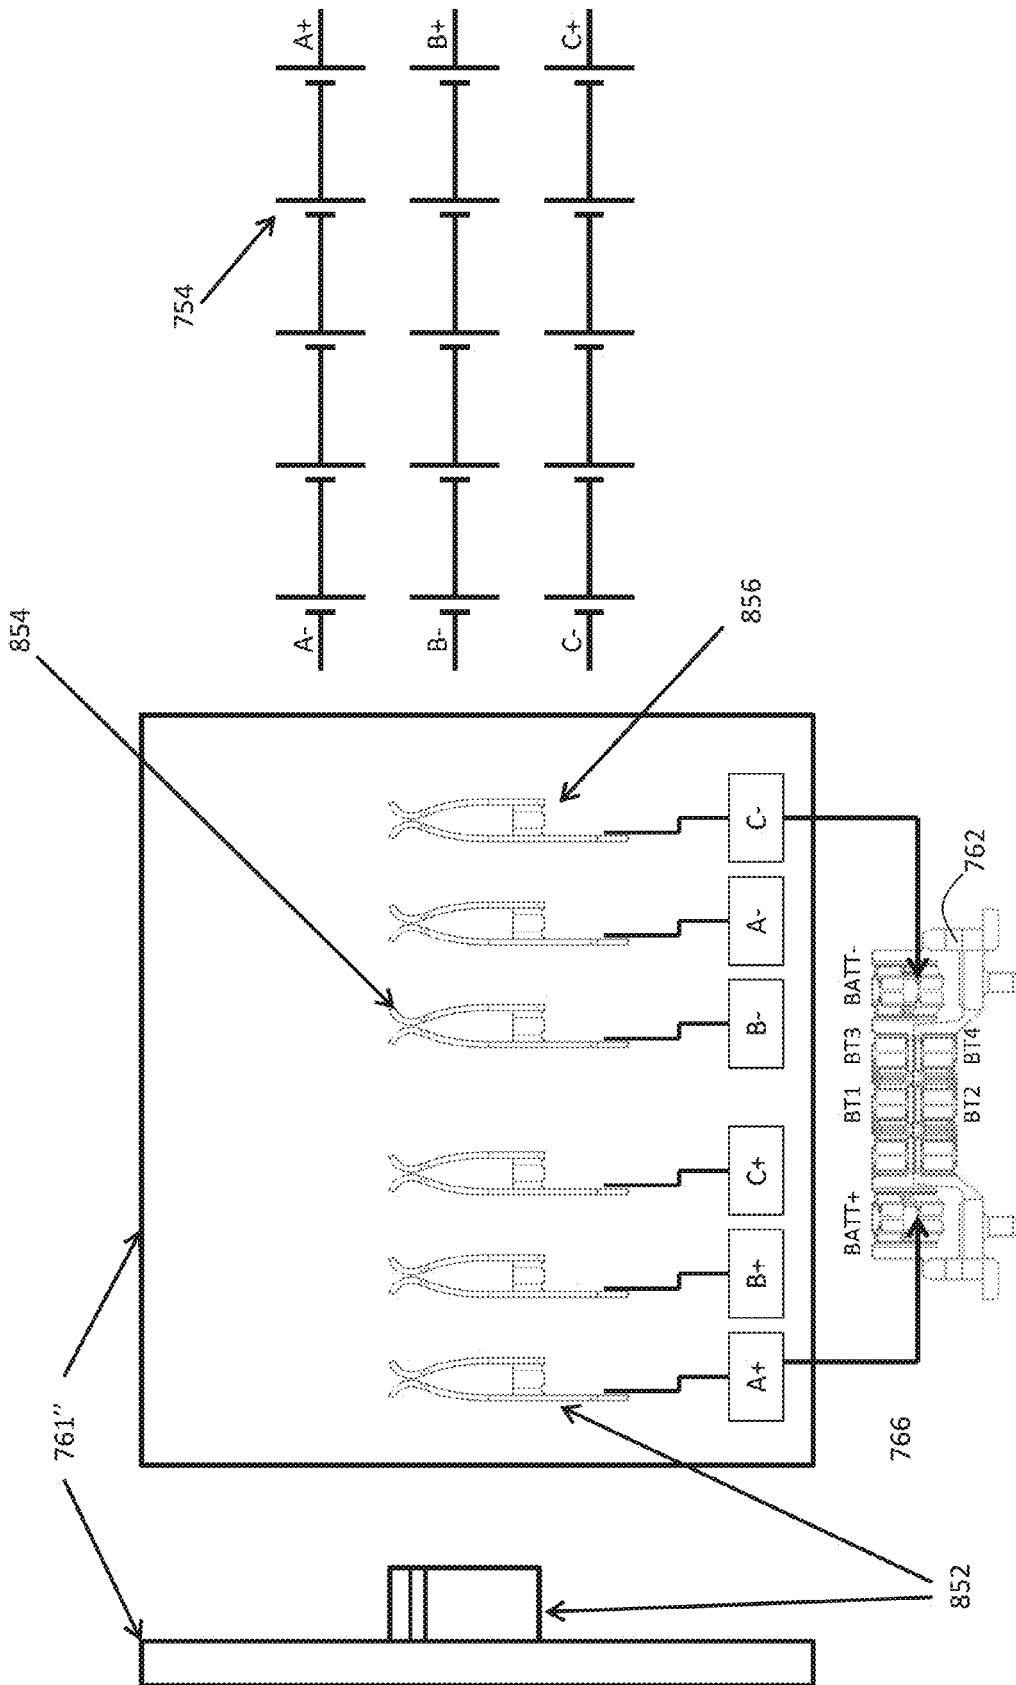 761''
852
854
856
754
A- A+
B- B+
C- C+
A+ B+ C+ B- A- C-
766
762
BATT+ BT1 BT3 BATT-
BT2 BT4